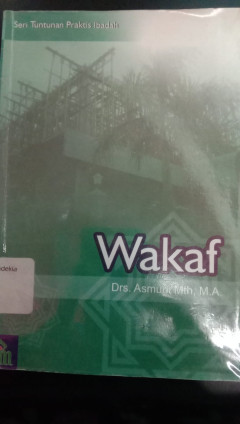 Seri Tuntunan Praktis Ibadah
Wakaf
Drs. Asmuni Mth, M.A